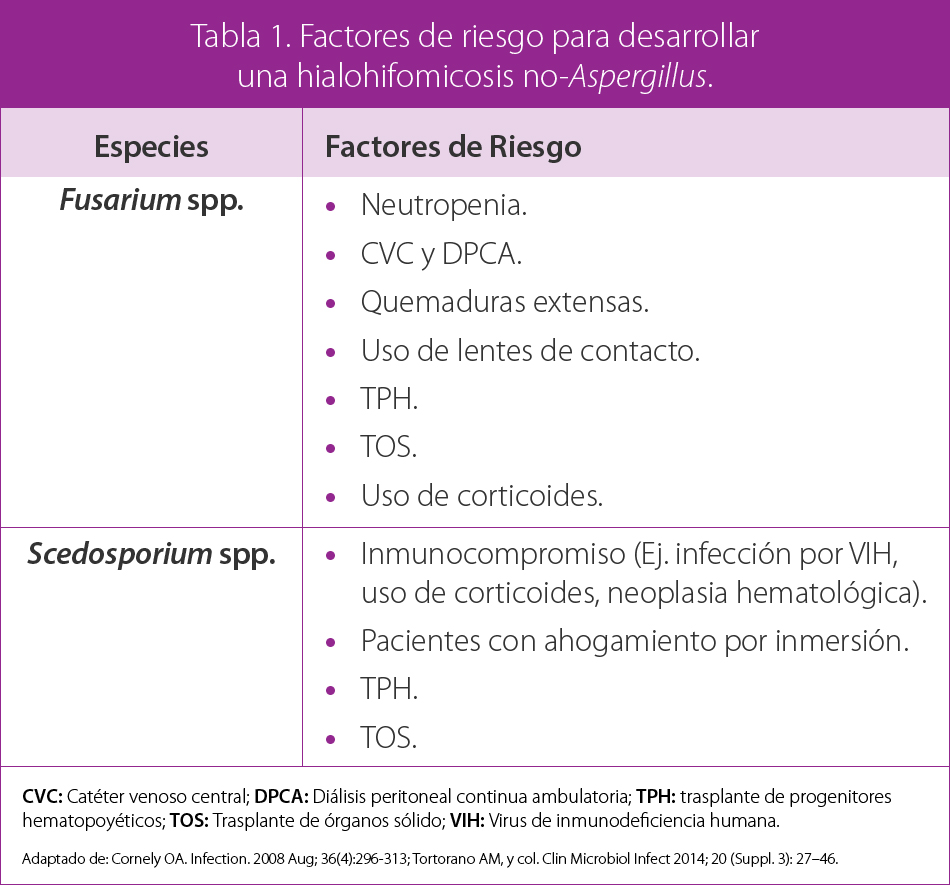 Tabla 1. Factores de riesgo para desarrollar
una hialohifomicosis no-Aspergillus.
Especies
Factores de Riesgo
Fusarium spp.
• Neutropenia.
• CVC y DPCA.
• Quemaduras extensas.
• Uso de lentes de contacto.
• TPH.
• TOS.
• Uso de corticoides.
Scedosporium spp.
• Inmunocompromiso (Ej. infección por VIH,
uso de corticoides, neoplasia hematológica).
• Pacientes con ahogamiento por inmersión.
• TPH.
• TOS.
CVC: Catéter venoso central; DPCA: Diálisis peritoneal continua ambulatoria; TPH: trasplante de progenitores
hematopoyéticos; TOS: Trasplante de órganos sólido; VIH: Virus de inmunodeficiencia humana.
Adaptado de: Cornely OA. Infection. 2008 Aug; 36(4):296-313; Tortorano AM, y col. Clin Microbiol Infect 2014; 20 (Suppl. 3): 27–46.